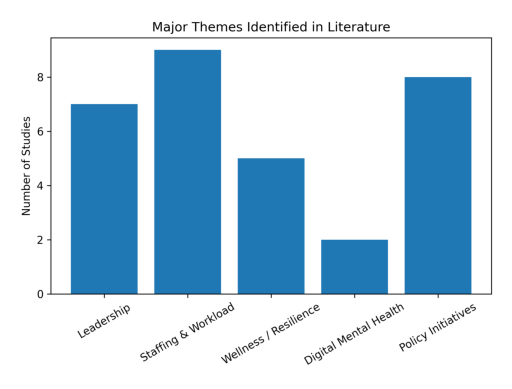 Major Themes Identified in Literature
Number of Studies
8
6
4
2
0
Leadership
Staffing & Workload
Wellness / Resilience
Digital Mental Health
Policy Initiatives